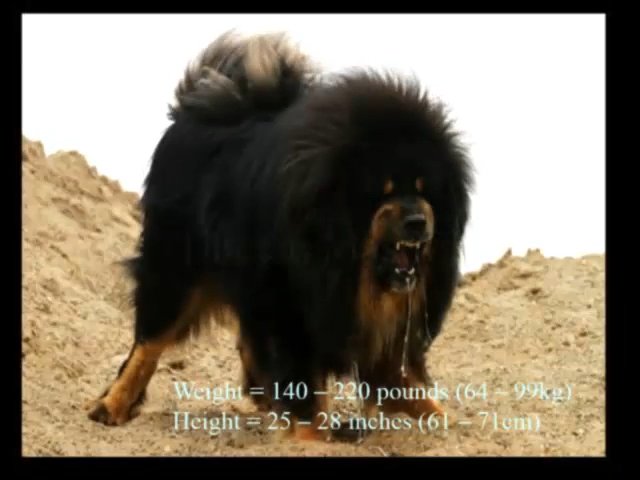 Weight = 140 – 220 pounds (64 – 99kg)
Height = 25 – 28 inches (61 – 71cm)